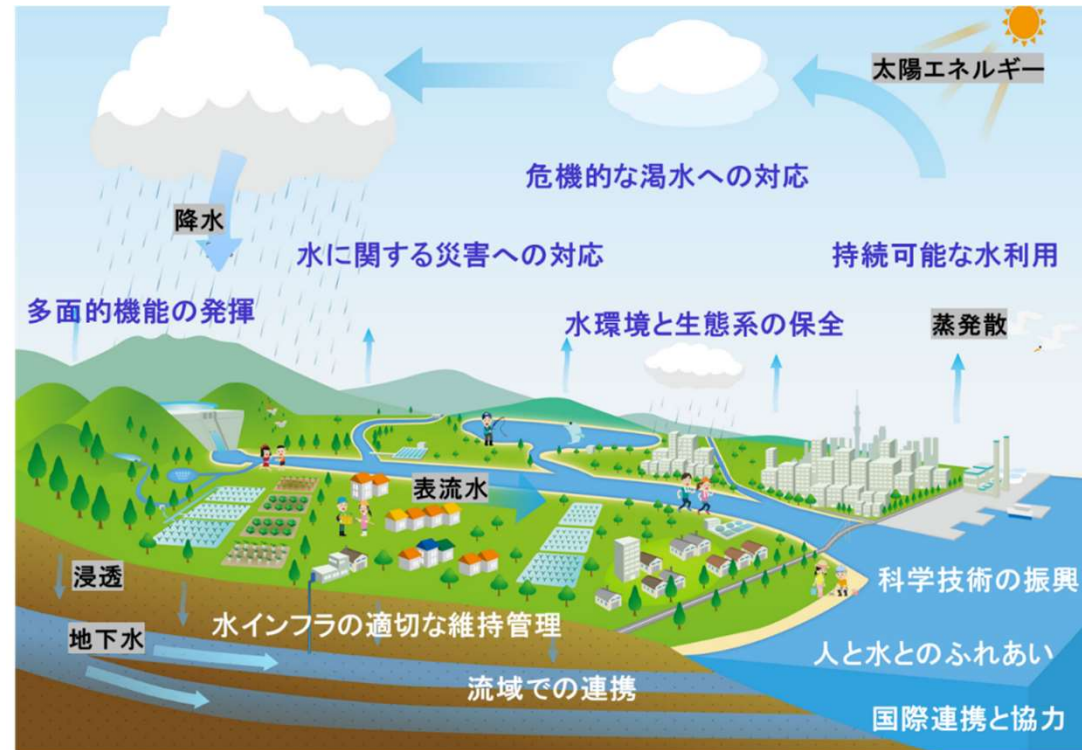 太陽エネルギー
危機的な渇水への対応
降水
水に関する災害への対応
持続可能な水利用
多面的機能の発揮
水環境と生態系の保全
蒸発散
表流水
浸透
科学技術の振興
水インフラの適切な維持管理
地下水
人と水とのふれあい
流域での連携
国際連携と協力